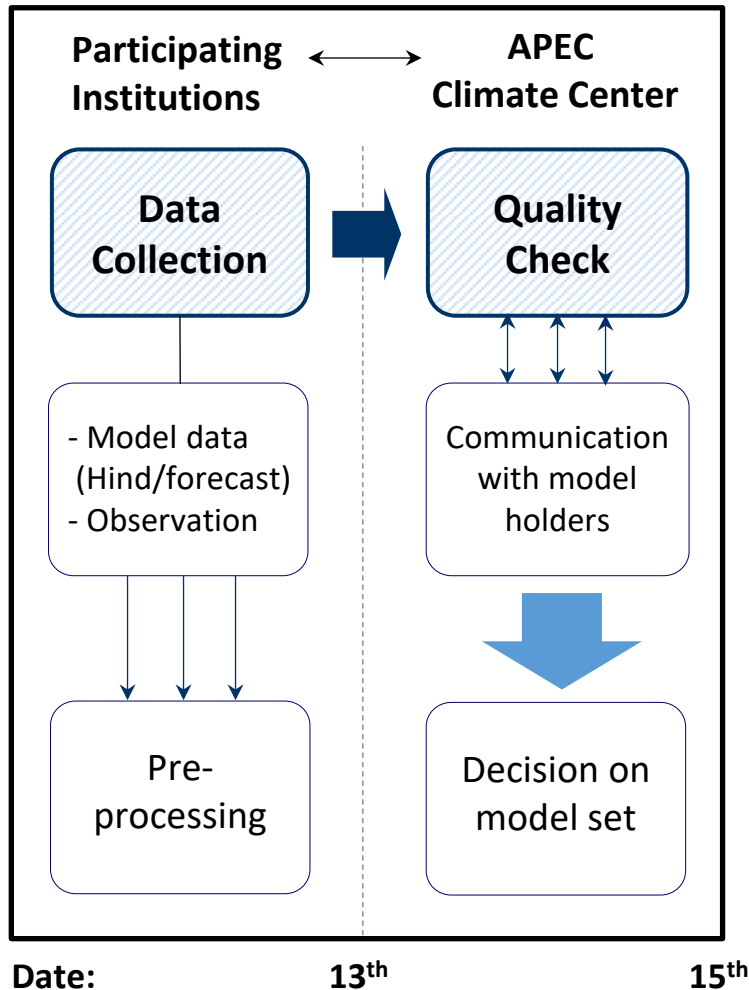 Participating
Institutions
APEC
Climate Center
Data
Collection
Quality
Check
- Model data
(Hind/forecast)
- Observation
Communication
with model
holders
Pre-
processing
Decision on
model set
Date:
13th
15th